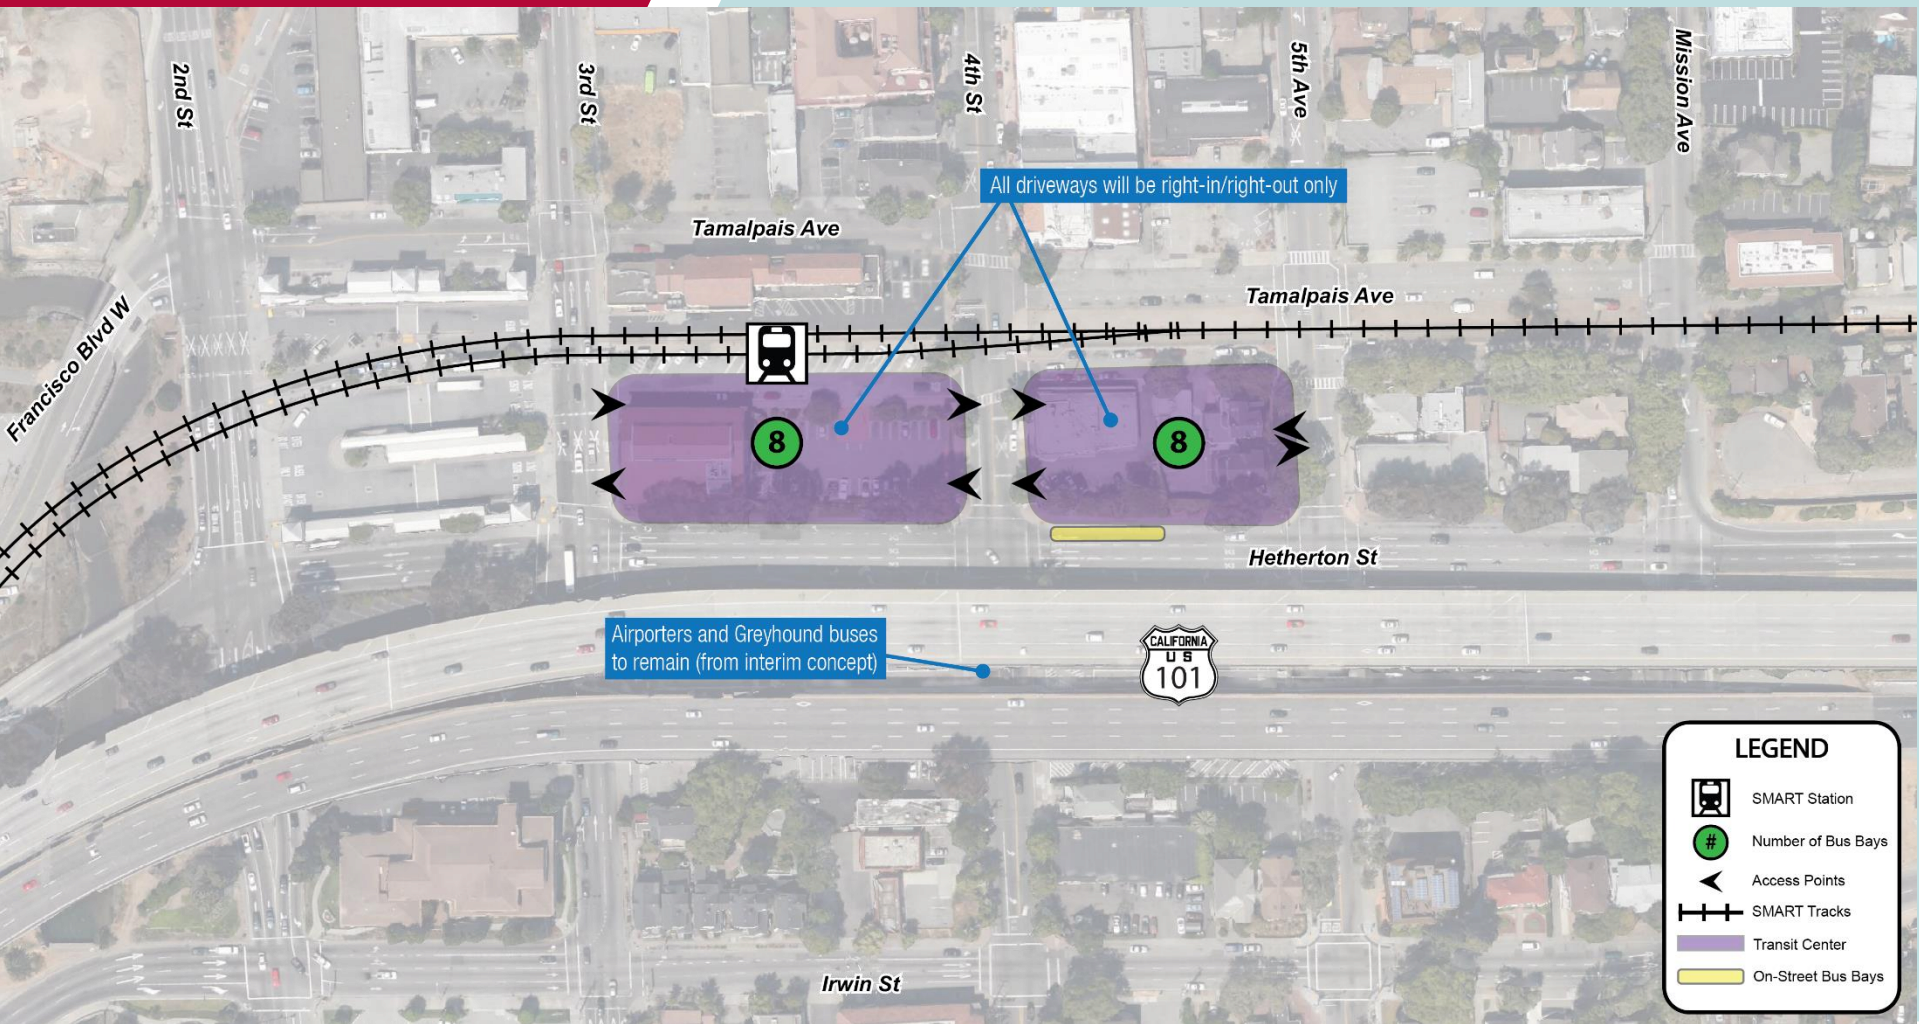 2nd St
3rd St
4th St
5th Ave
Mission Ave
All driveways will be right-in/right-out only
Tamalpais Ave
Tamalpais Ave
Francisco Blvd W
8
8
Hetherton St
Airporters and Greyhound buses
to remain (from interim concept)
CALIFORNIA
U S
101
Irwin St
LEGEND
SMART Station
# Number of Bus Bays
Access Points
SMART Tracks
Transit Center
On-Street Bus Bays